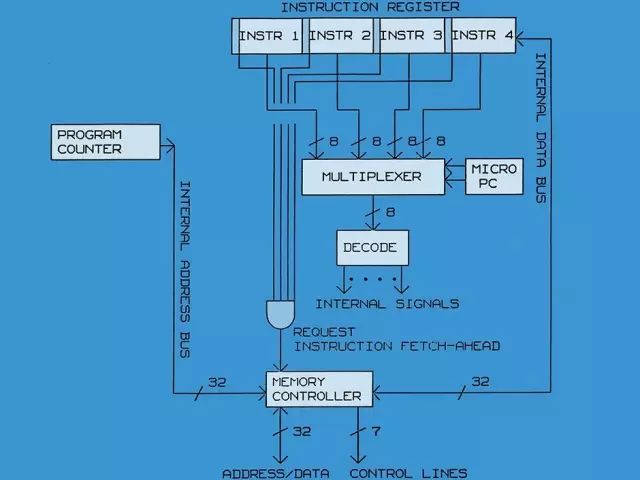 INSTRUCTION REGISTER
INSTR 1
INSTR 2
INSTR 3
INSTR 4
PROGRAM
COUNTER
8
8
8
8
MULTIPLEXER
MICRO
PC
INTERNAL DATA BUS
8
DECODE
INTERNAL SIGNALS
INTERNAL ADDRESS BUS
REQUEST
INSTRUCTION FETCH-AHEAD
32
MEMORY
CONTROLLER
32
32
7
ADDRESS/DATA
CONTROL LINES